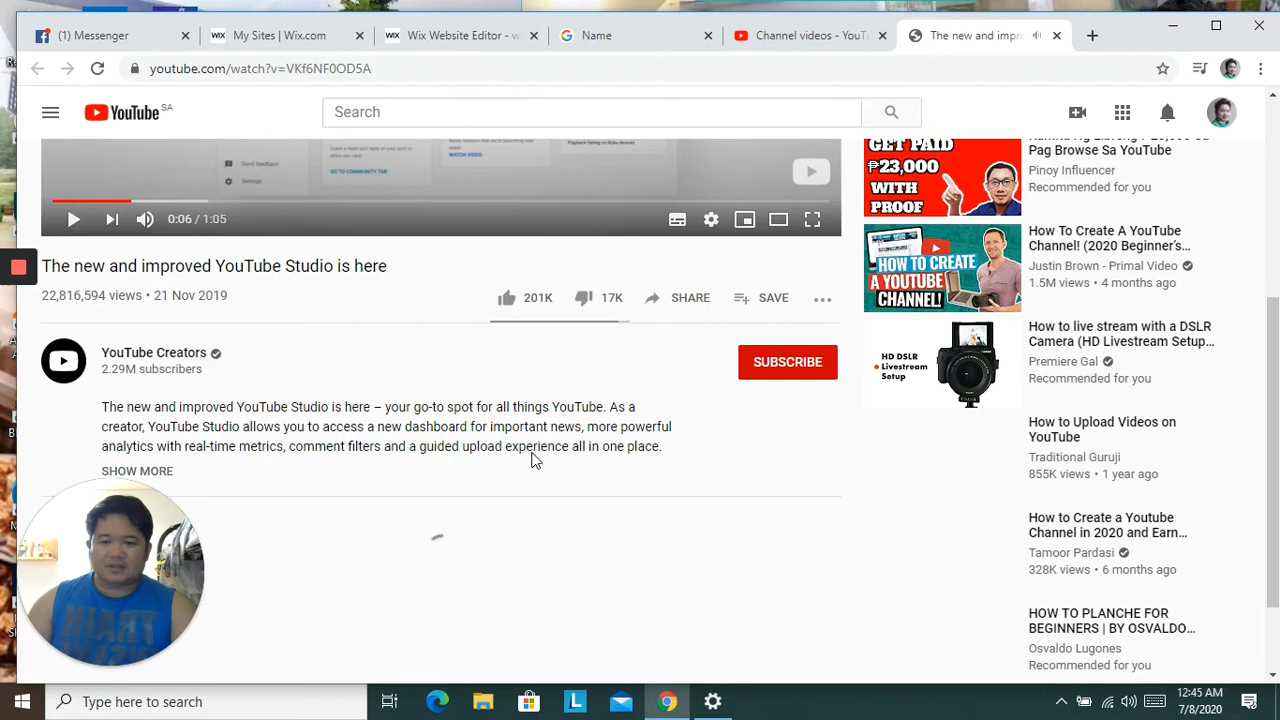 (1) Messenger
My Sites | Wix.com
Wix Website Editor - w
Name
Channel videos - YouT
The new and impr
youtube.com/watch?v=VKf6NF0OD5A
YouTube SA
Search
Send feedback
Settings
WATCH VIDEO
GO TO COMMUNITY TAB
0:06 / 1:05
The new and improved YouTube Studio is here
22,816,594 views • 21 Nov 2019
201K
17K
SHARE
SAVE
YouTube Creators
2.29M subscribers
SUBSCRIBE
The new and improved YouTube Studio is here – your go-to spot for all things YouTube. As a
creator, YouTube Studio allows you to access a new dashboard for important news, more powerful
analytics with real-time metrics, comment filters and a guided upload experience all in one place.
SHOW MORE
GET PAID
₱23,000
WITH
PROOF
Pag Browse Sa YouTube
Pinoy Influencer
Recommended for you
HOW TO CREATE
A YOUTUBE
CHANNEL!
How To Create A YouTube
Channel! (2020 Beginner's...
Justin Brown - Primal Video
1.5M views • 4 months ago
HD DSLR
Livestream
Setup
How to live stream with a DSLR
Camera (HD Livestream Setup...
Premiere Gal
Recommended for you
How to Upload Videos on
YouTube
Traditional Guruji
855K views • 1 year ago
How to Create a Youtube
Channel in 2020 and Earn...
Tamoor Pardasi
328K views • 6 months ago
HOW TO PLANCHE FOR
BEGINNERS | BY OSVALDO...
Osvaldo Lugones
Recommended for you
Type here to search
12:45 AM
7/8/2020